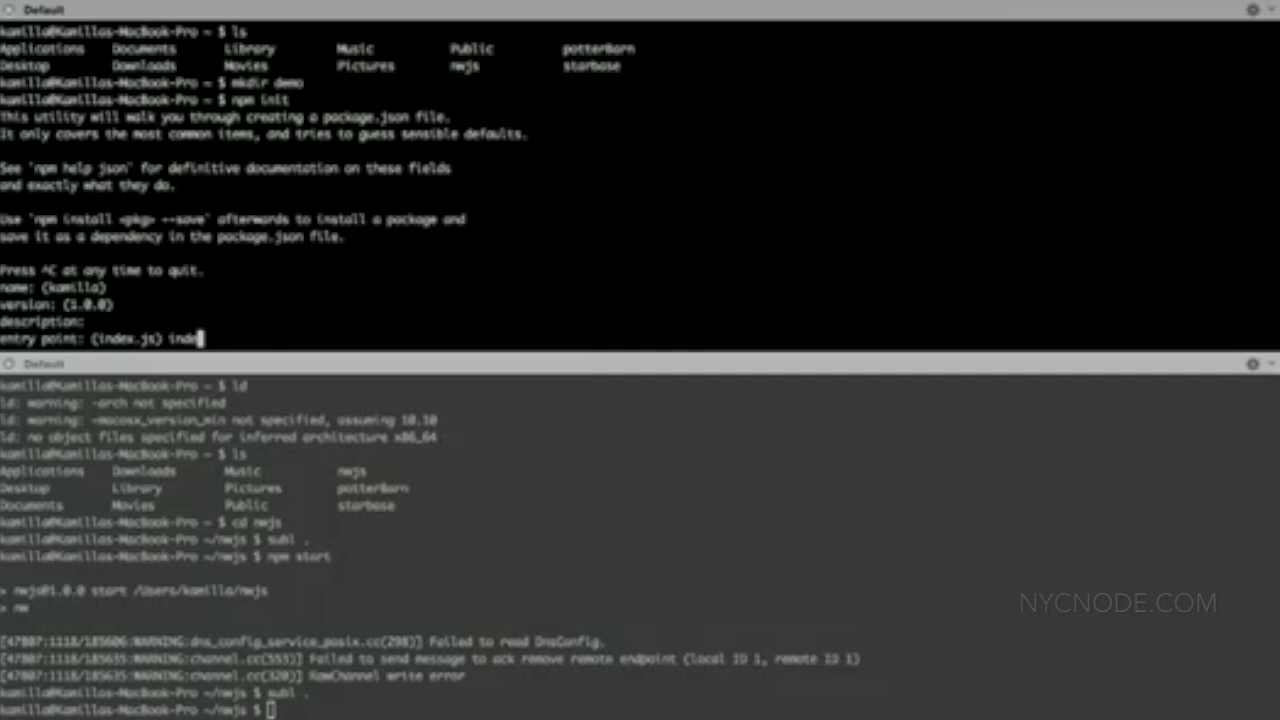 Default
kamilla@Kamillas-MacBook-Pro ~ $ ls
Applications Documents Library Music Public potterBarn
Desktop Downloads Movies Pictures nwjs starbase
kamilla@Kamillas-MacBook-Pro ~ $ mkdir demo
kamilla@Kamillas-MacBook-Pro ~ $ npm init
This utility will walk you through creating a package.json file.
It only covers the most common items, and tries to guess sensible defaults.
See `npm help json` for definitive documentation on these fields
and exactly what they do.
Use `npm install <pkg> --save` afterwards to install a package and
save it as a dependency in the package.json file.
Press ^C at any time to quit.
name: (kamilla)
version: (1.0.0)
description:
entry point: (index.js) inde
Default
kamilla@Kamillas-MacBook-Pro ~ $ ld
ld: warning: -arch not specified
ld: warning: -macosx_version_min not specified, assuming 10.10
ld: no object files specified for inferred architecture x86_64
kamilla@Kamillas-MacBook-Pro ~ $ ls
Applications Downloads Music nwjs
Desktop Library Pictures potterBarn
Documents Movies Public starbase
kamilla@Kamillas-MacBook-Pro ~ $ cd nwjs
kamilla@Kamillas-MacBook-Pro ~/nwjs $ subl .
kamilla@Kamillas-MacBook-Pro ~/nwjs $ npm start
> nwjs@1.0.0 start /Users/kamilla/nwjs
> nw
NYCNODE.COM
[47807:1118/185606:WARNING:dns_config_service_posix.cc(298)] Failed to read DnsConfig.
[47807:1118/185635:WARNING:channel.cc(553)] Failed to send message to ack remove remote endpoint (local ID 1, remote ID 1)
[47807:1118/185635:WARNING:channel.cc(320)] RawChannel write error
kamilla@Kamillas-MacBook-Pro ~/nwjs $ subl .
kamilla@Kamillas-MacBook-Pro ~/nwjs $